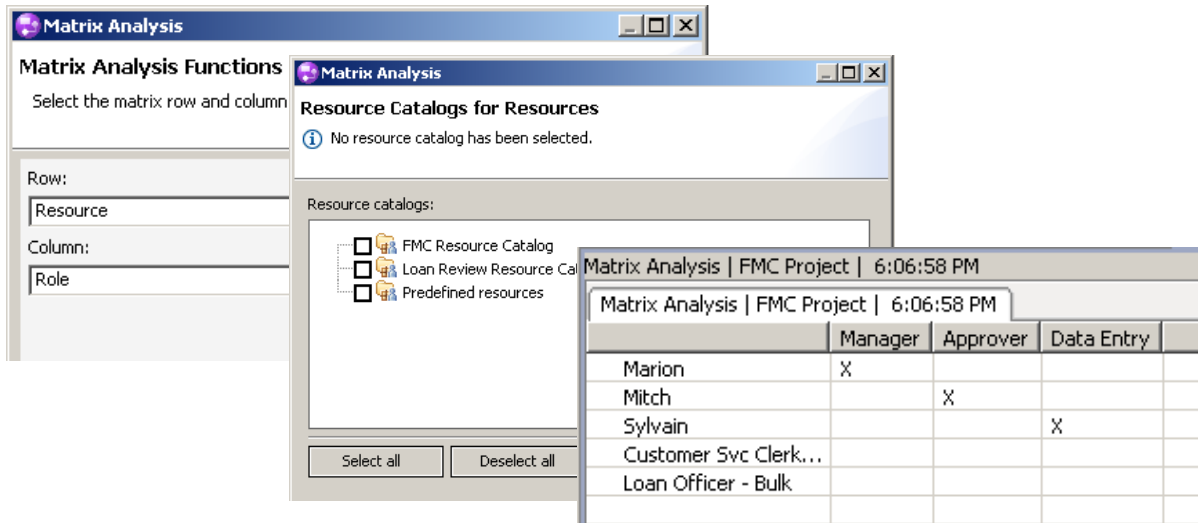 Matrix Analysis
Matrix Analysis Functions
Select the matrix row and column
Row:
Resource
Column:
Role
Matrix Analysis
Resource Catalogs for Resources
No resource catalog has been selected.
Resource catalogs:
FMC Resource Catalog
Loan Review Resource Cat
Predefined resources
Select all Deselect all
Matrix Analysis | FMC Project | 6:06:58 PM
Matrix Analysis | FMC Project | 6:06:58 PM
Manager Approver Data Entry
Marion X
Mitch X
Sylvain X
Customer Svc Clerk...
Loan Officer - Bulk